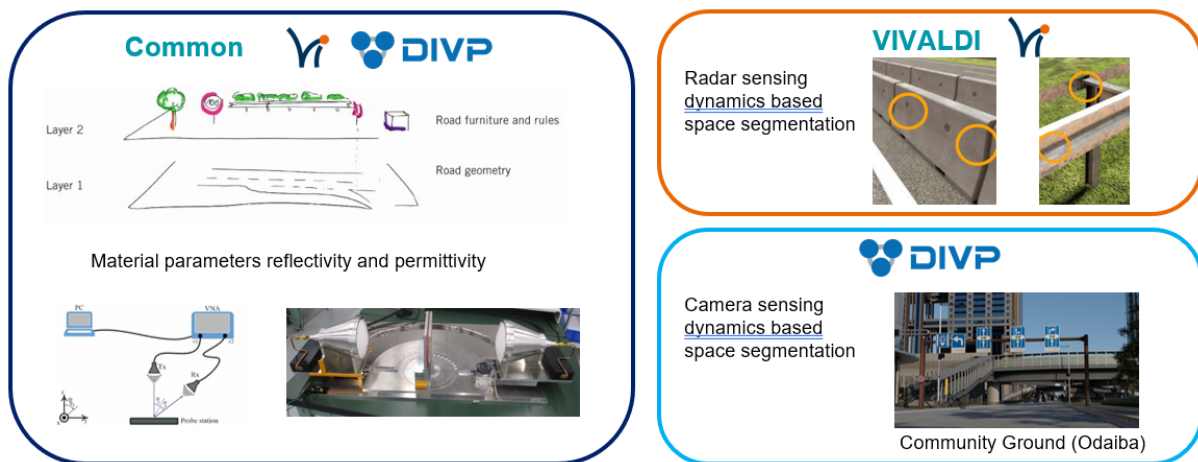 Common
DIVP
Layer 2
Road furniture and rules
Layer 1
Road geometry
Material parameters reflectivity and permittivity
PC
VNA
Tx
Rx
Probe station
VIVALDI
Radar sensing
dynamics based
space segmentation
DIVP
Camera sensing
dynamics based
space segmentation
Community Ground (Odaiba)